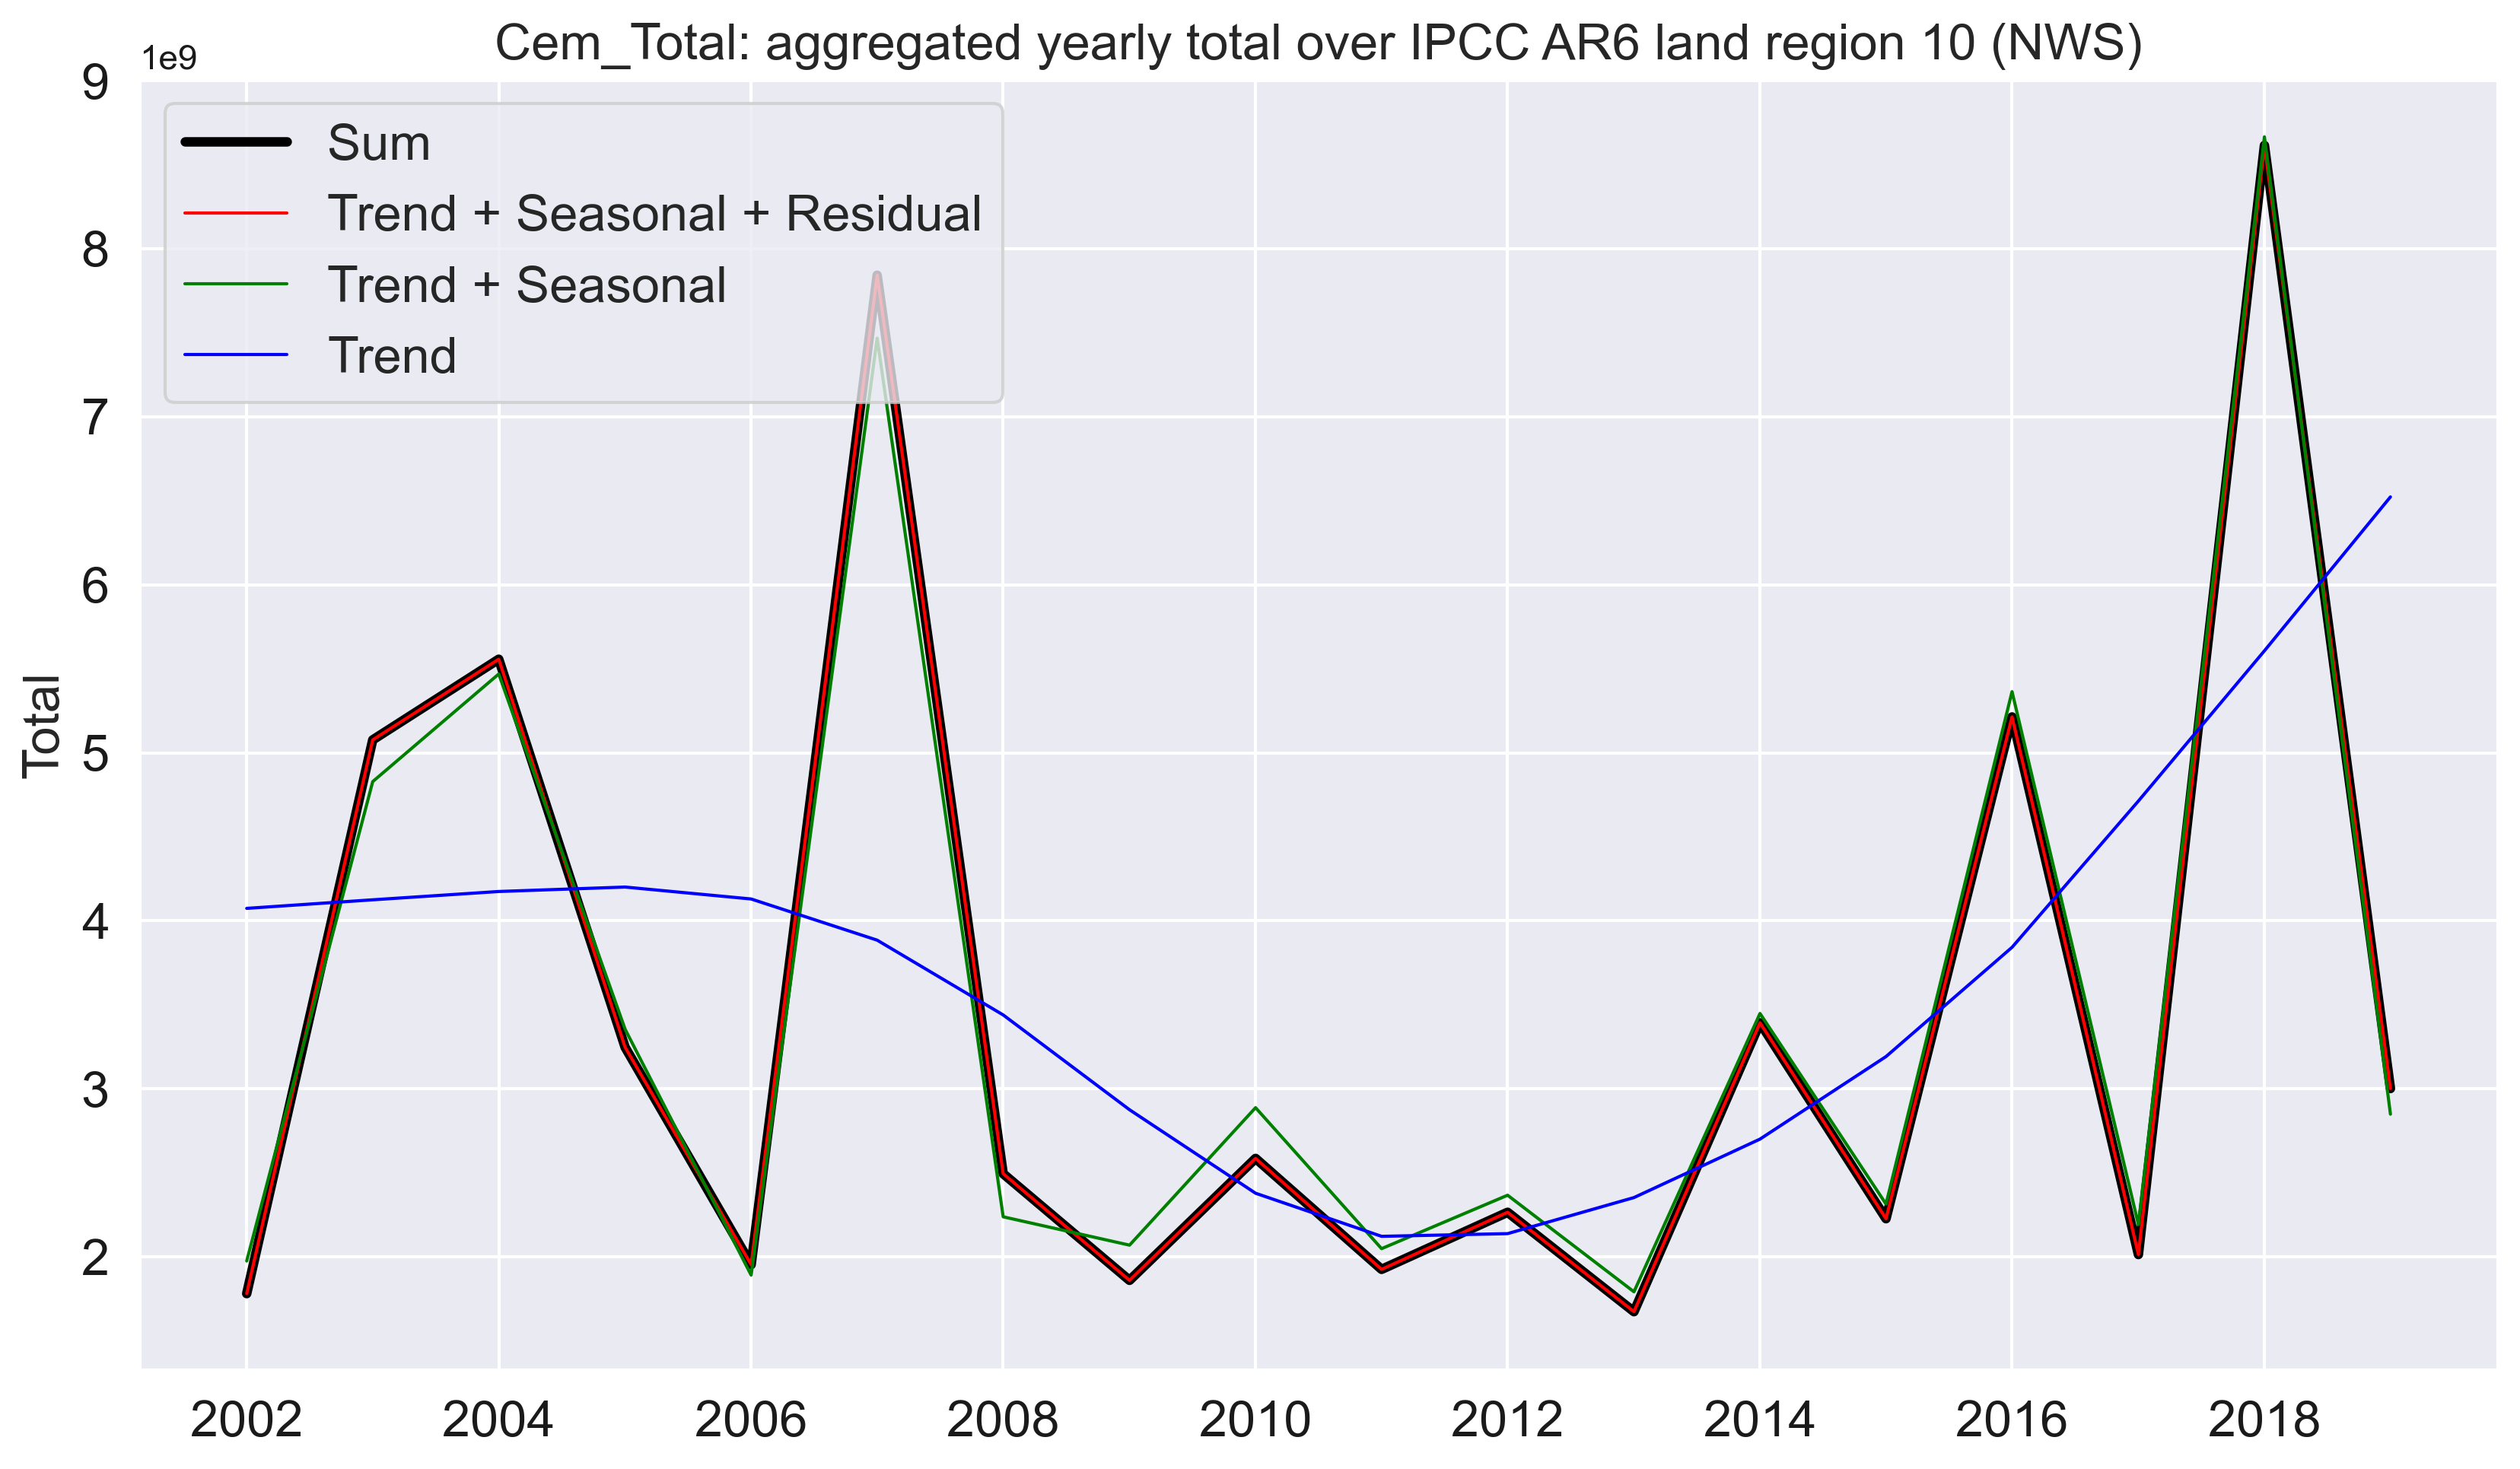 Cem_Total: aggregated yearly total over IPCC AR6 land region 10 (NWS)
1e9
9
8
7
6
5
4
3
2
Total
Sum
Trend + Seasonal + Residual
Trend + Seasonal
Trend
2002 2004 2006 2008 2010 2012 2014 2016 2018